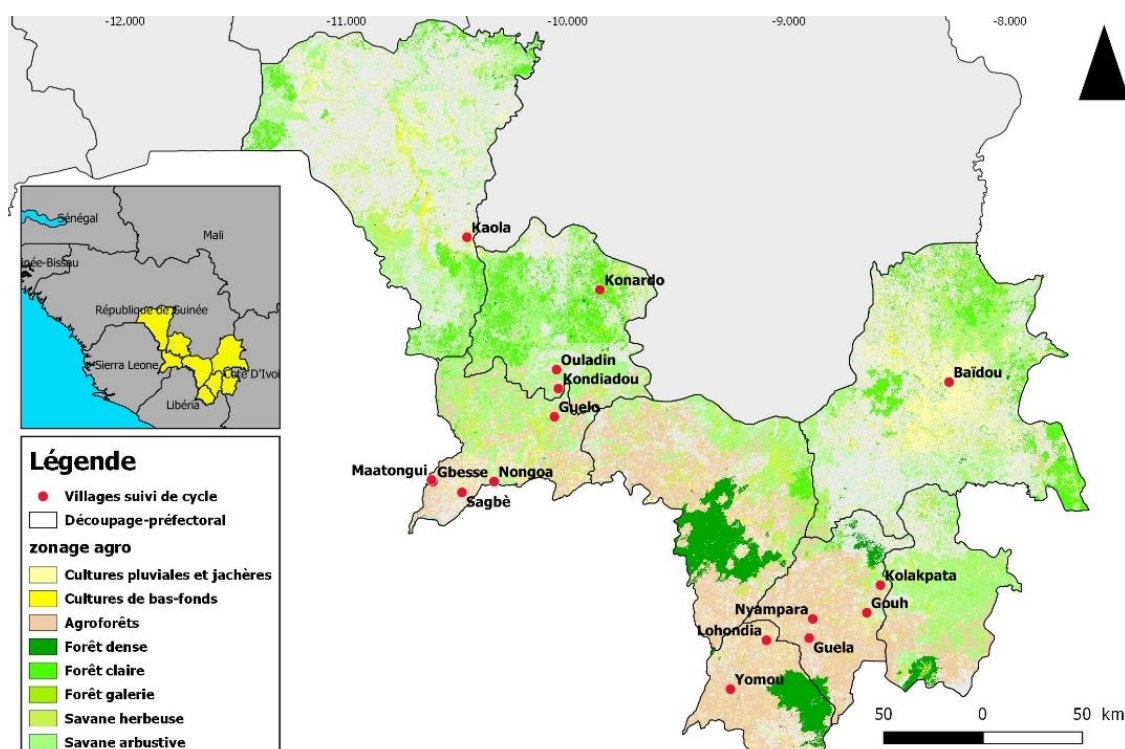 -12.000 -11.000 -10.000 -9.000 -8.000
Kaola
Konardo
Ouladin
Kondiadou
Guelo
Baïdou
Maatongui Gbesse Nongoa
Sagbè
Kolakpata
Nyampara Gouh
Lohondia
Guela
Yomou
50 0 50 km
Sénégal
Mali
inée-Bissau
République de Guinée
Sierra Leone
Côte D'Ivoi
Libéria
Légende
Villages suivi de cycle
Découpage-préfectoral
zonage agro
Cultures pluviales et jachères
Cultures de bas-fonds
Agroforêts
Forêt dense
Forêt claire
Forêt galerie
Savane herbeuse
Savane arbustive